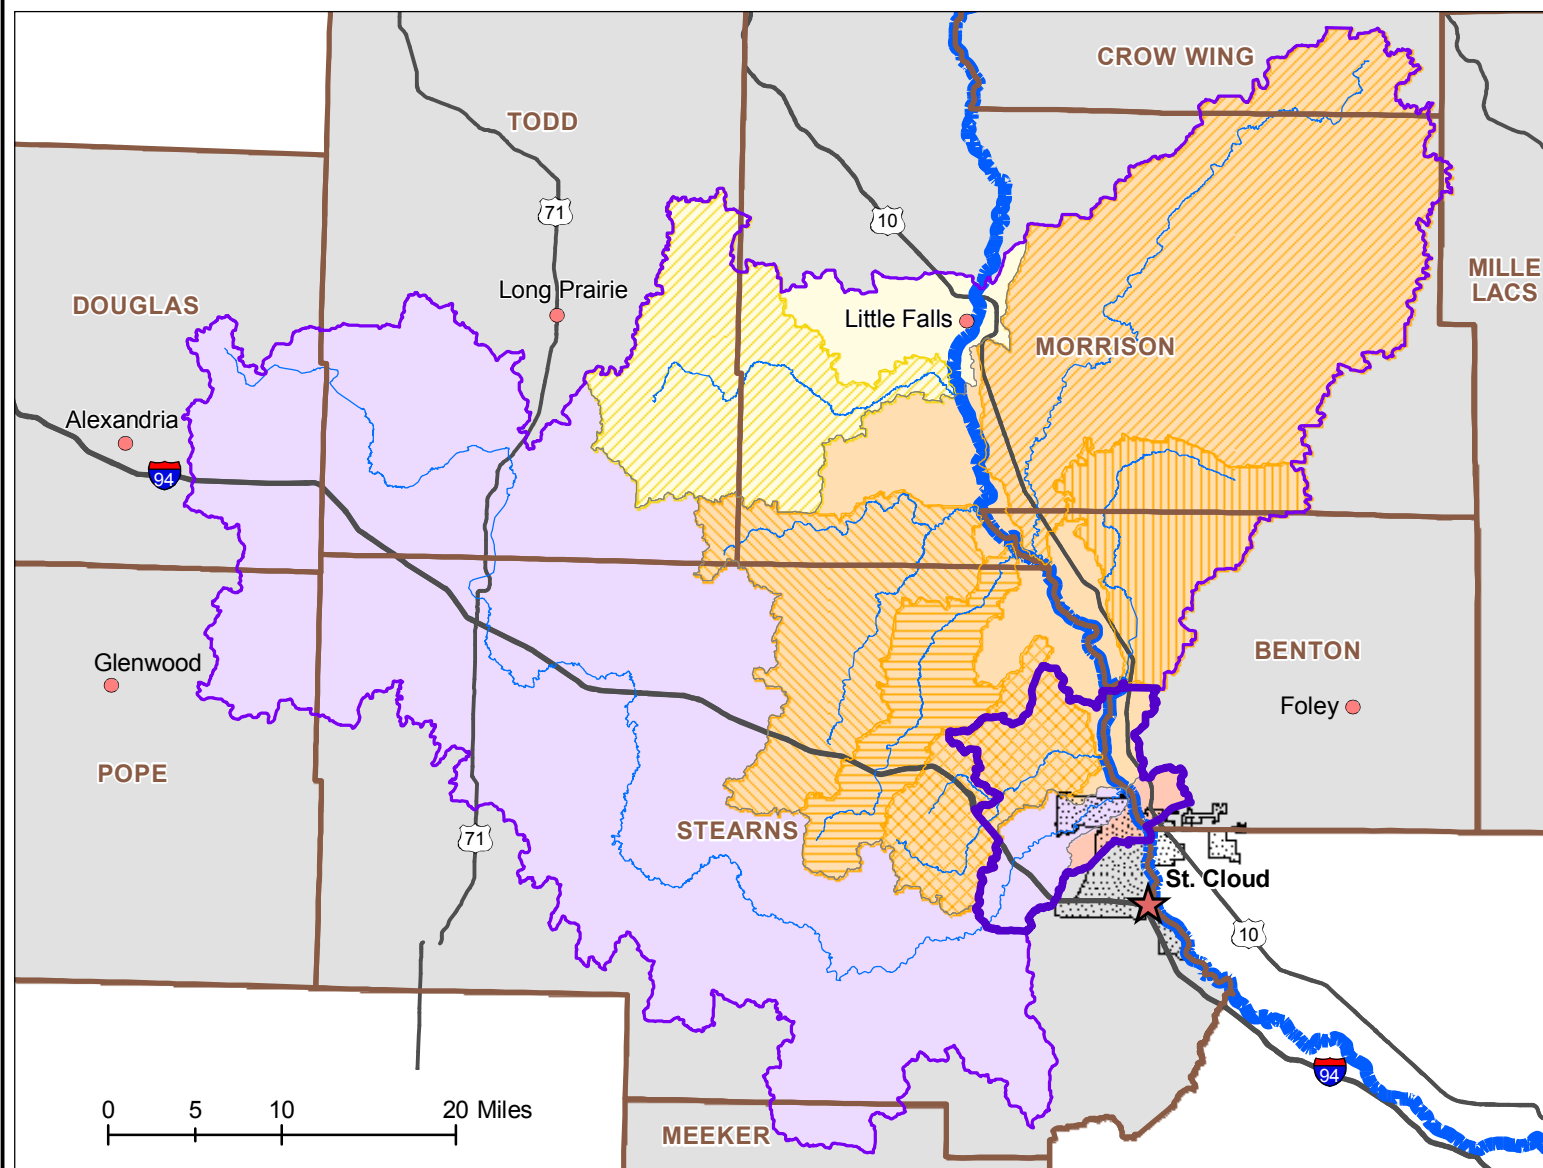 CROW WING
TODD
71
10
MILLE
LACS
Long Prairie
DOUGLAS
Little Falls
MORRISON
Alexandria
94
BENTON
Glenwood
Foley
POPE
STEARNS
71
St. Cloud
10
94
0 5 10 20 Miles
MEEKER